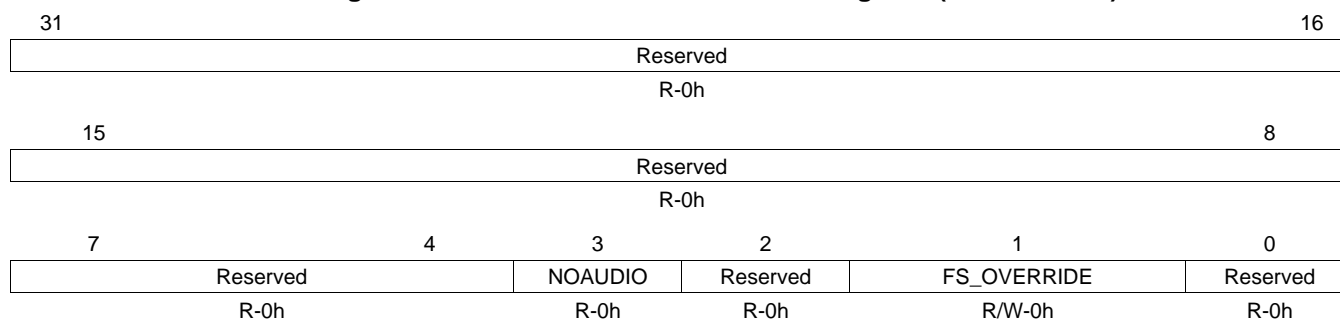 31 16
Reserved
R-0h
15 8
Reserved
R-0h
7 4 3 2 1 0
Reserved NOAUDIO Reserved FS_OVERRIDE Reserved
R-0h R-0h R-0h R/W-0h R-0h